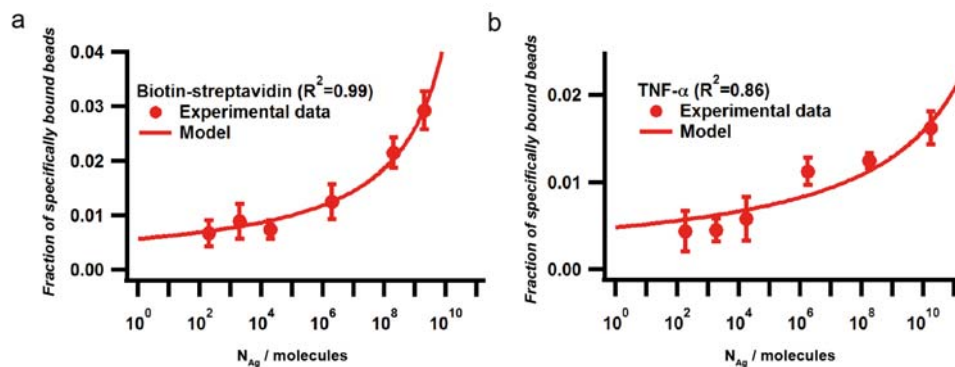 a
Fraction of specifically bound beads
0.04
0.03
0.02
0.01
0.00
Biotin-streptavidin (R²=0.99)
Experimental data
Model
10⁰ 10² 10⁴ 10⁶ 10⁸ 10¹⁰
N_Ag / molecules
b
Fraction of specifically bound beads
0.02
0.01
0.00
TNF-α (R²=0.86)
Experimental data
Model
10⁰ 10² 10⁴ 10⁶ 10⁸ 10¹⁰
N_Ag / molecules